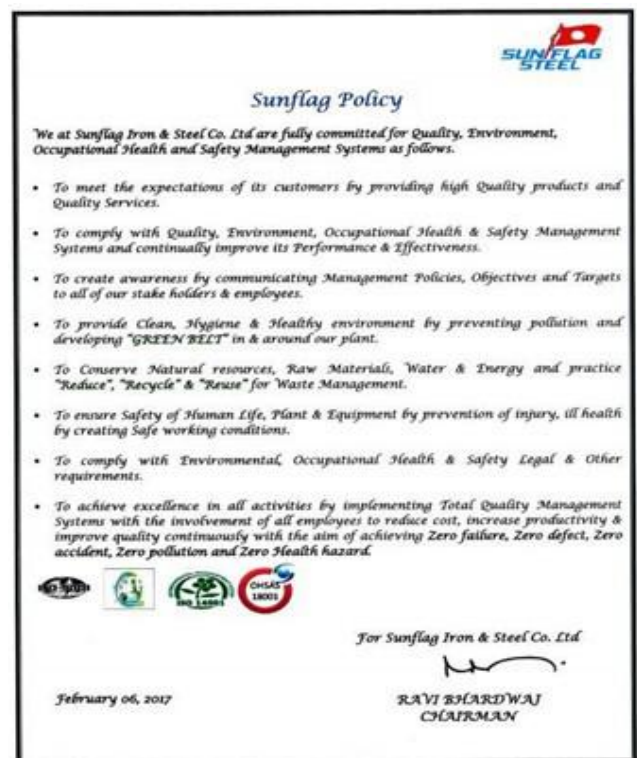 SUNFLAG
STEEL
Sunflag Policy
We at Sunflag Iron & Steel Co. Ltd are fully committed for Quality, Environment,
Occupational Health and Safety Management Systems as follows.
• To meet the expectations of its customers by providing high Quality products and
Quality Services.
• To comply with Quality, Environment, Occupational Health & Safety Management
Systems and continually improve its Performance & Effectiveness.
• To create awareness by communicating Management Policies, Objectives and Targets
to all of our stake holders & employees.
• To provide Clean, Hygiene & Healthy environment by preventing pollution and
developing "GREEN BELT" in & around our plant.
• To Conserve Natural resources, Raw Materials, Water & Energy and practice
"Reduce", "Recycle" & "Reuse" for Waste Management.
• To ensure Safety of Human Life, Plant & Equipment by prevention of injury, ill health
by creating Safe working conditions.
• To comply with Environmental, Occupational Health & Safety Legal & Other
requirements.
• To achieve excellence in all activities by implementing Total Quality Management
Systems with the involvement of all employees to reduce cost, increase productivity &
improve quality continuously with the aim of achieving Zero failure, Zero defect, Zero
accident, Zero pollution and Zero Health hazard.
ISO 14001
OHSAS
18001
For Sunflag Iron & Steel Co. Ltd
February 06, 2017
RAVI BHARDWAJ
CHAIRMAN